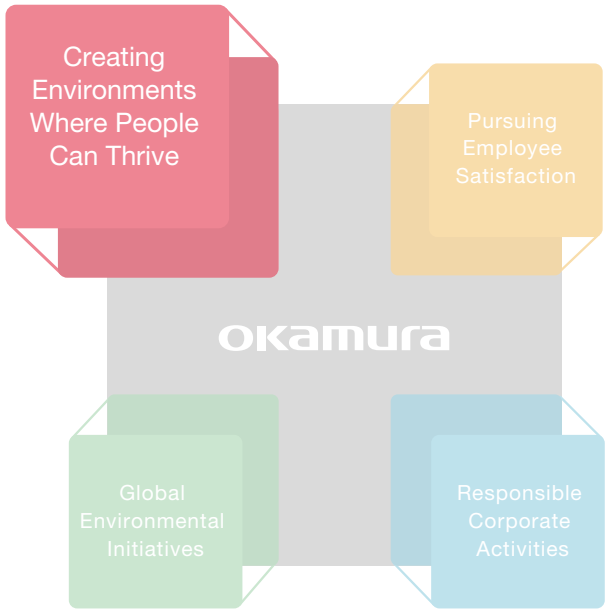 Creating
Environments
Where People
Can Thrive
Pursuing
Employee
Satisfaction
okamura
Global
Environmental
Initiatives
Responsible
Corporate
Activities